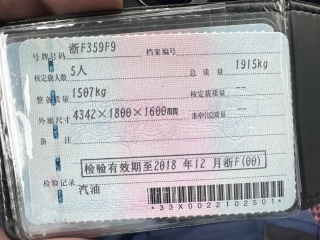 号牌号码 浙F359F9 档案编号
核定载人数 5人 总质量 1915kg
整备质量 1507kg 核定载质量 --
外廓尺寸 4342×1800×1600mm 准牵引总质量 --
备注
检验有效期至2018 年 12 月浙F(00)
检验记录
汽油
*33X0022102501*